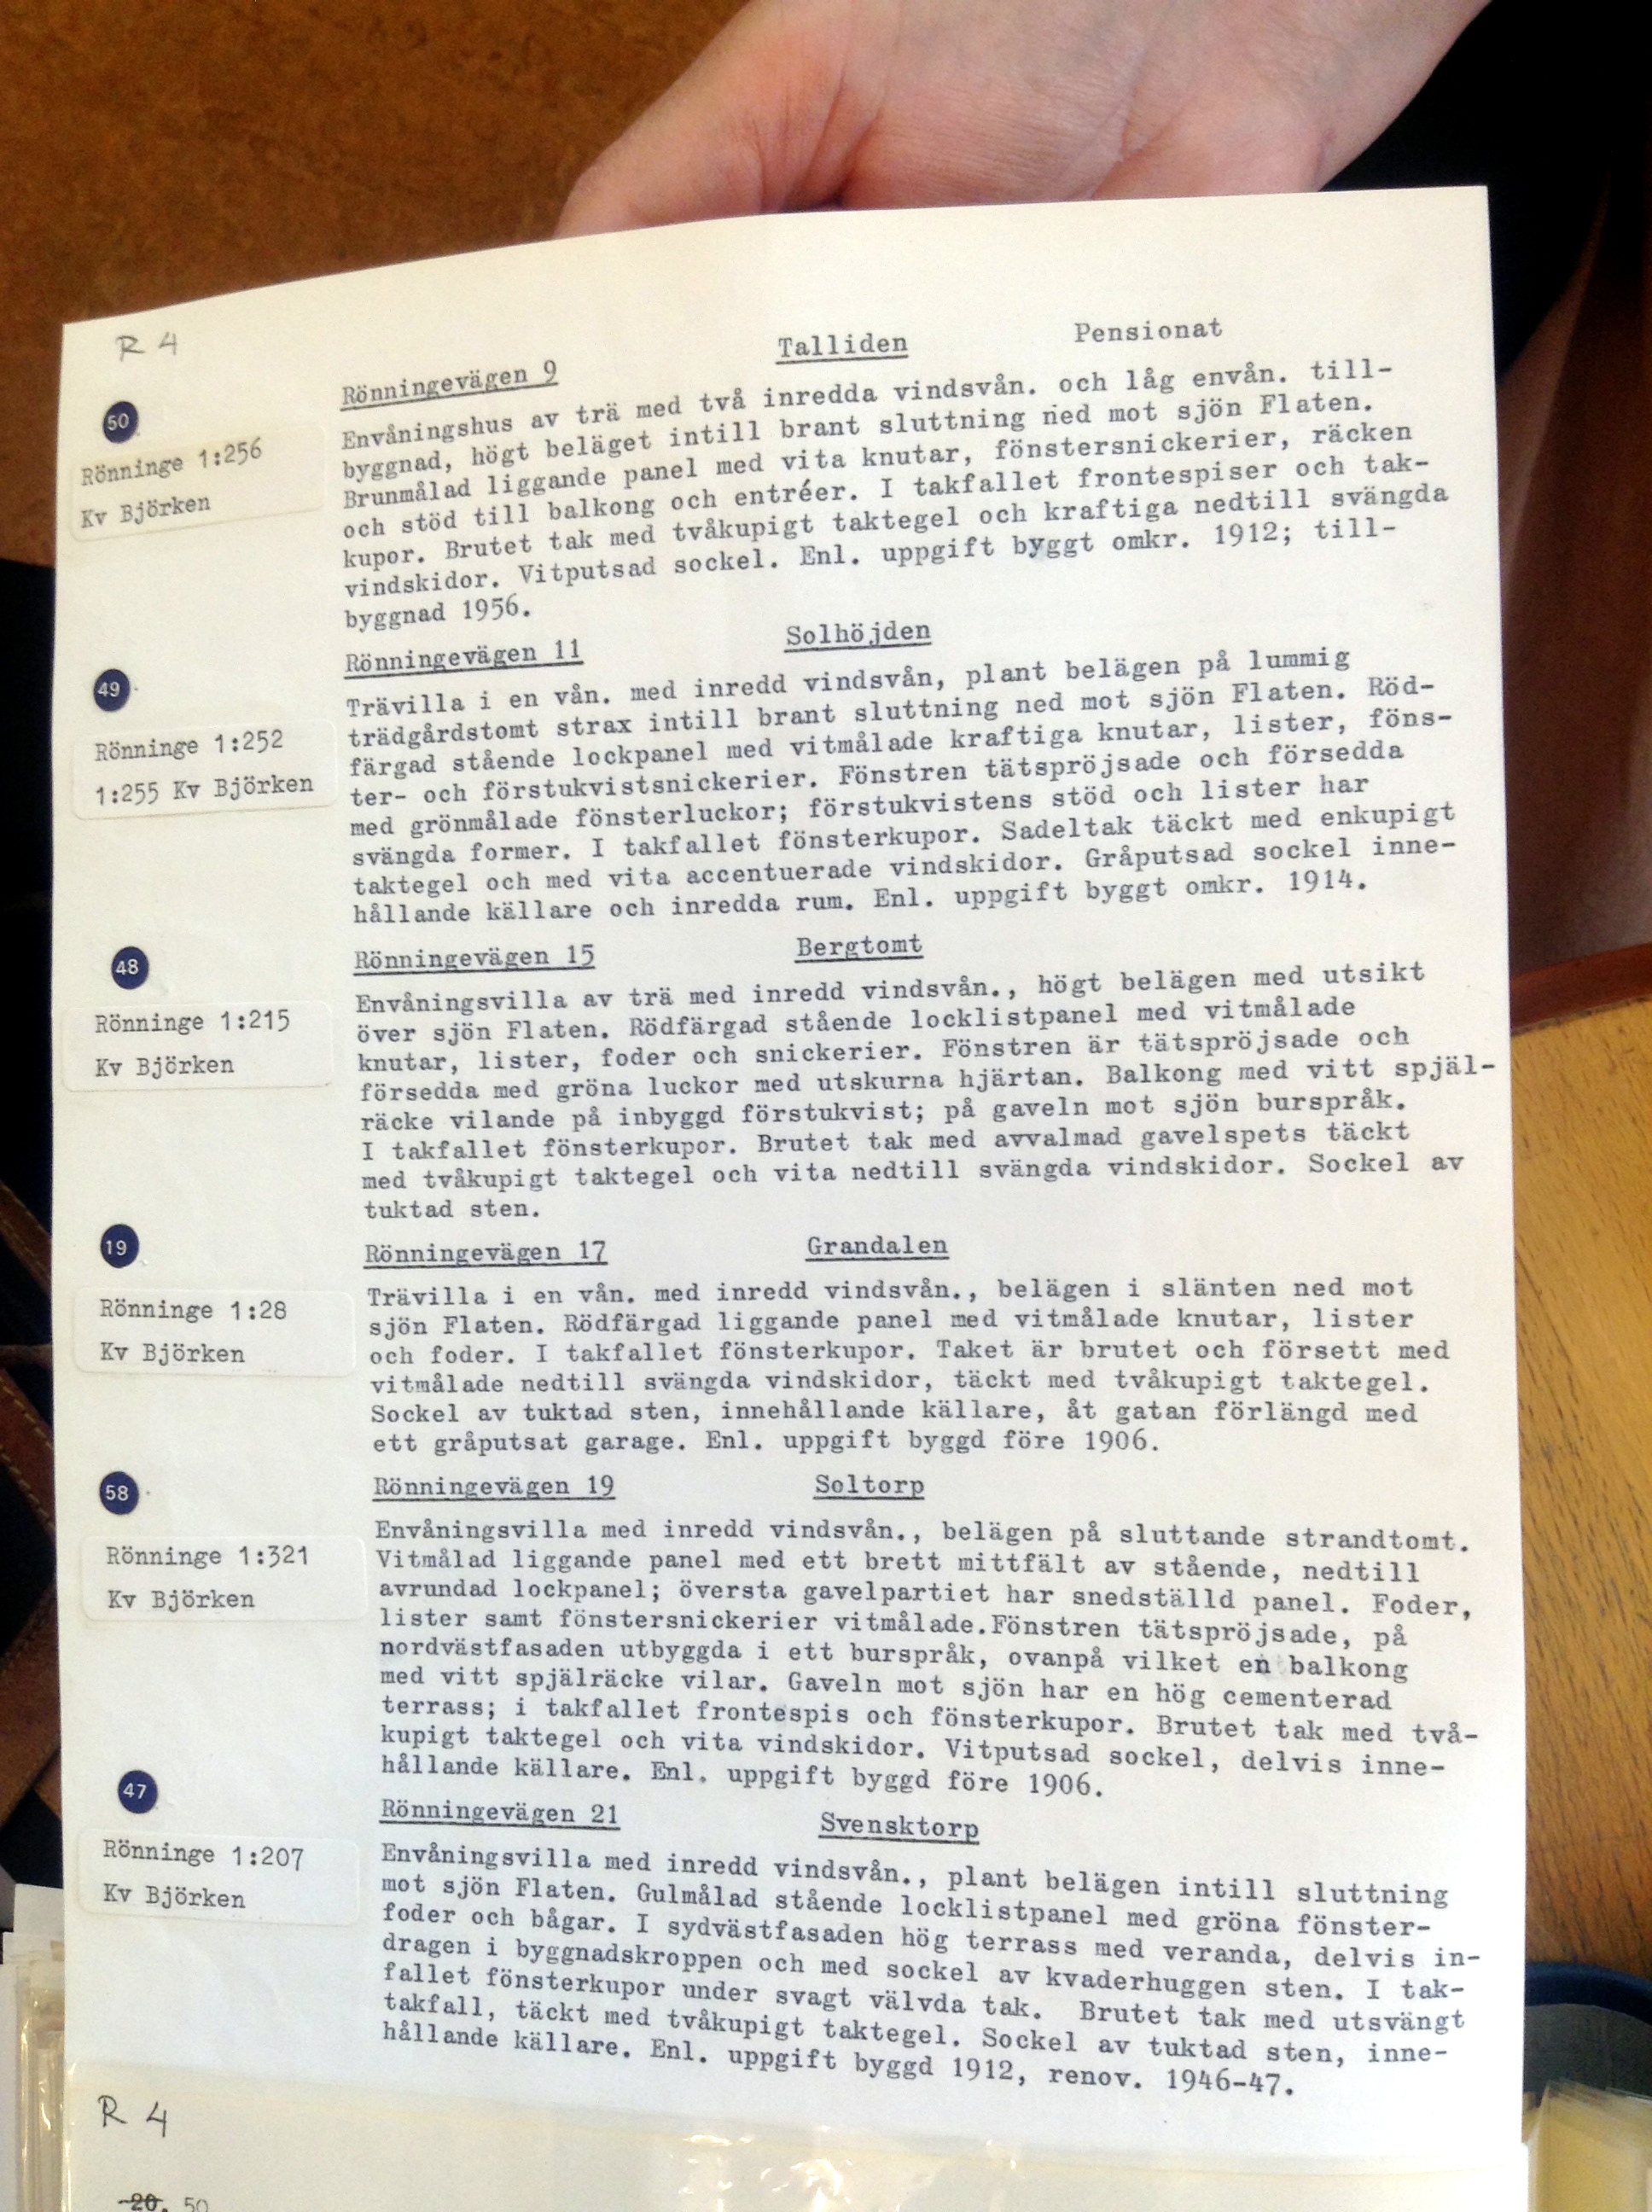 R 4
Talliden Pensionat
Rönningevägen 9
50
Rönninge 1:256
Kv Björken
Envåningshus av trä med två inredda vindsvån. och låg envån. till-
byggnad, högt beläget intill brant sluttning ned mot sjön Flaten.
Brunmålad liggande panel med vita knutar, fönstersnickerier, räcken
och stöd till balkong och entréer. I takfallet frontespiser och tak-
kupor. Brutet tak med tvåkupigt taktegel och kraftiga nedtill svängda
vindskidor. Vitputsad sockel. Enl. uppgift byggt omkr. 1912; till-
byggnad 1956.
Rönningevägen 11 Solhöjden
49
Rönninge 1:252
1:255 Kv Björken
Trävilla i en vån. med inredd vindsvån, plant belägen på lummig
trädgårdstomt strax intill brant sluttning ned mot sjön Flaten. Röd-
färgad stående lockpanel med vitmålade kraftiga knutar, lister, föns-
ter- och förstukvistsnickerier. Fönstren tätspröjsade och försedda
med grönmålade fönsterluckor; förstukvistens stöd och lister har
svängda former. I takfallet fönsterkupor. Sadeltak täckt med enkupigt
taktegel och med vita accentuerade vindskidor. Gråputsad sockel inne-
hållande källare och inredda rum. Enl. uppgift byggt omkr. 1914.
Rönningevägen 15 Bergtomt
48
Rönninge 1:215
Kv Björken
Envåningsvilla av trä med inredd vindsvån., högt belägen med utsikt
över sjön Flaten. Rödfärgad stående locklistpanel med vitmålade
knutar, lister, foder och snickerier. Fönstren är tätspröjsade och
försedda med gröna luckor med utskurna hjärtan. Balkong med vitt spjäl-
räcke vilande på inbyggd förstukvist; på gaveln mot sjön burspråk.
I takfallet fönsterkupor. Brutet tak med avvalmad gavelspets täckt
med tvåkupigt taktegel och vita nedtill svängda vindskidor. Sockel av
tuktad sten.
Rönningevägen 17 Grandalen
19
Rönninge 1:28
Kv Björken
Trävilla i en vån. med inredd vindsvån., belägen i slänten ned mot
sjön Flaten. Rödfärgad liggande panel med vitmålade knutar, lister
och foder. I takfallet fönsterkupor. Taket är brutet och försett med
vitmålade nedtill svängda vindskidor, täckt med tvåkupigt taktegel.
Sockel av tuktad sten, innehållande källare, åt gatan förlängd med
ett gråputsat garage. Enl. uppgift byggd före 1906.
Rönningevägen 19 Soltorp
58
Rönninge 1:321
Kv Björken
Envåningsvilla med inredd vindsvån., belägen på sluttande strandtomt.
Vitmålad liggande panel med ett brett mittfält av stående, nedtill
avrundad lockpanel; översta gavelpartiet har snedställd panel. Foder,
lister samt fönstersnickerier vitmålade.Fönstren tätspröjsade, på
nordvästfasaden utbyggda i ett burspråk, ovanpå vilket en balkong
med vitt spjälräcke vilar. Gaveln mot sjön har en hög cementerad
terrass; i takfallet frontespis och fönsterkupor. Brutet tak med två-
kupigt taktegel och vita vindskidor. Vitputsad sockel, delvis inne-
hållande källare. Enl. uppgift byggd före 1906.
Rönningevägen 21 Svensktorp
47
Rönninge 1:207
Kv Björken
Envåningsvilla med inredd vindsvån., plant belägen intill sluttning
mot sjön Flaten. Gulmålad stående locklistpanel med gröna fönster-
foder och bågar. I sydvästfasaden hög terrass med veranda, delvis in-
dragen i byggnadskroppen och med sockel av kvaderhuggen sten. I tak-
fallet fönsterkupor under svagt välvda tak. Brutet tak med utsvängt
takfall, täckt med tvåkupigt taktegel. Sockel av tuktad sten, inne-
hållande källare. Enl. uppgift byggd 1912, renov. 1946-47.
R 4
20. 50